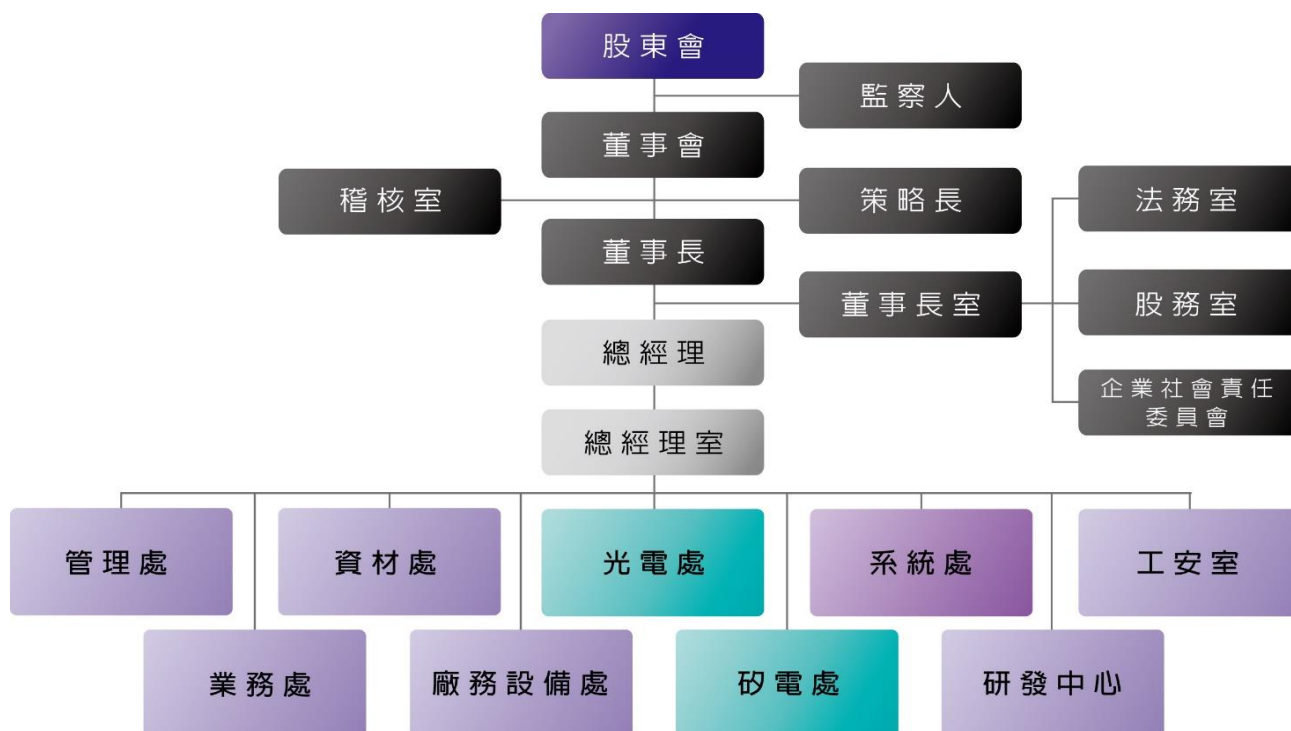 股東會
監察人
董事會
稽核室
策略長
法務室
董事長
董事長室
股務室
總經理
企業社會責任
委員會
總經理室
管理處
資材處
光電處
系統處
工安室
業務處
廠務設備處
矽電處
研發中心